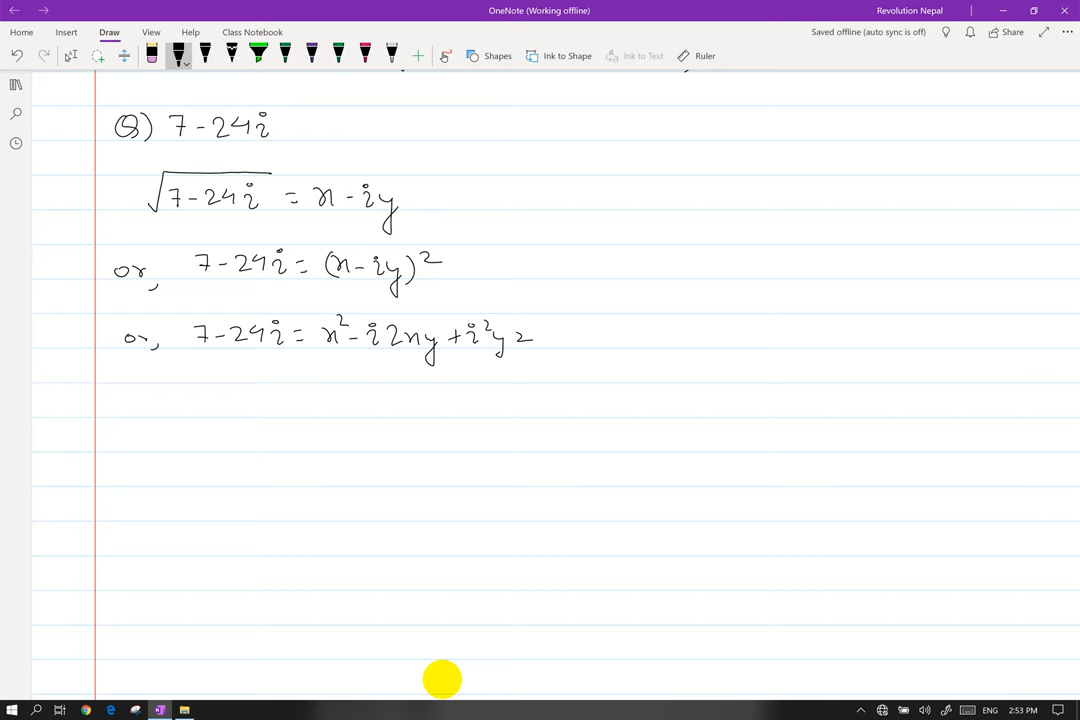 OneNote (Working offline)
Revolution Nepal
Home Insert Draw View Help Class Notebook
Saved offline (auto sync is off)
Share
Shapes Ink to Shape Ink to Text Ruler
Q) 7-24i
√7-24i = x-iy
or, 7-24i = (x-iy)²
or, 7-24i = x²-i2xy+i²y²
ENG 2:53 PM